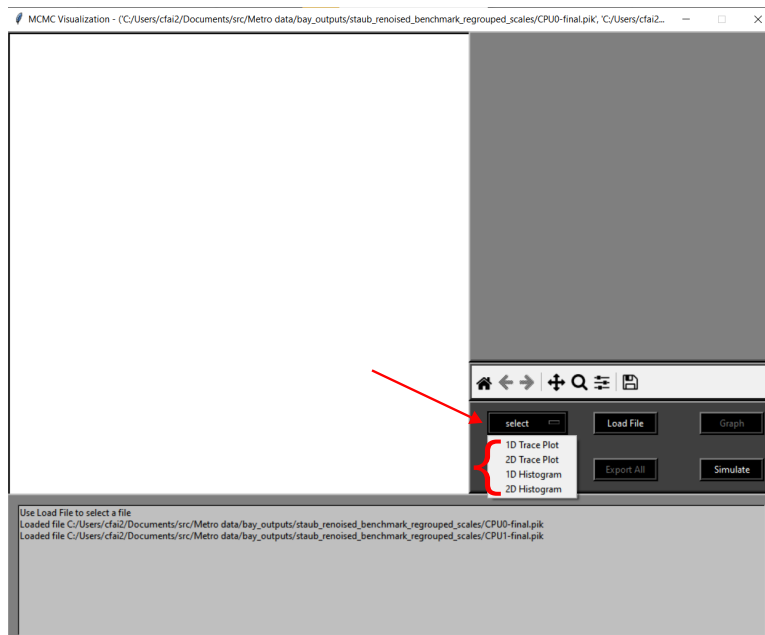 MCMC Visualization - ('C:/Users/cfai2/Documents/src/Metro data/bay_outputs/staub_renoised_benchmark_regrouped_scales/CPU0-final.pik', 'C:/Users/cfai2...
select
Load File
Graph
1D Trace Plot
2D Trace Plot
1D Histogram
2D Histogram
Export All
Simulate
Use Load File to select a file
Loaded file C:/Users/cfai2/Documents/src/Metro data/bay_outputs/staub_renoised_benchmark_regrouped_scales/CPU0-final.pik
Loaded file C:/Users/cfai2/Documents/src/Metro data/bay_outputs/staub_renoised_benchmark_regrouped_scales/CPU1-final.pik